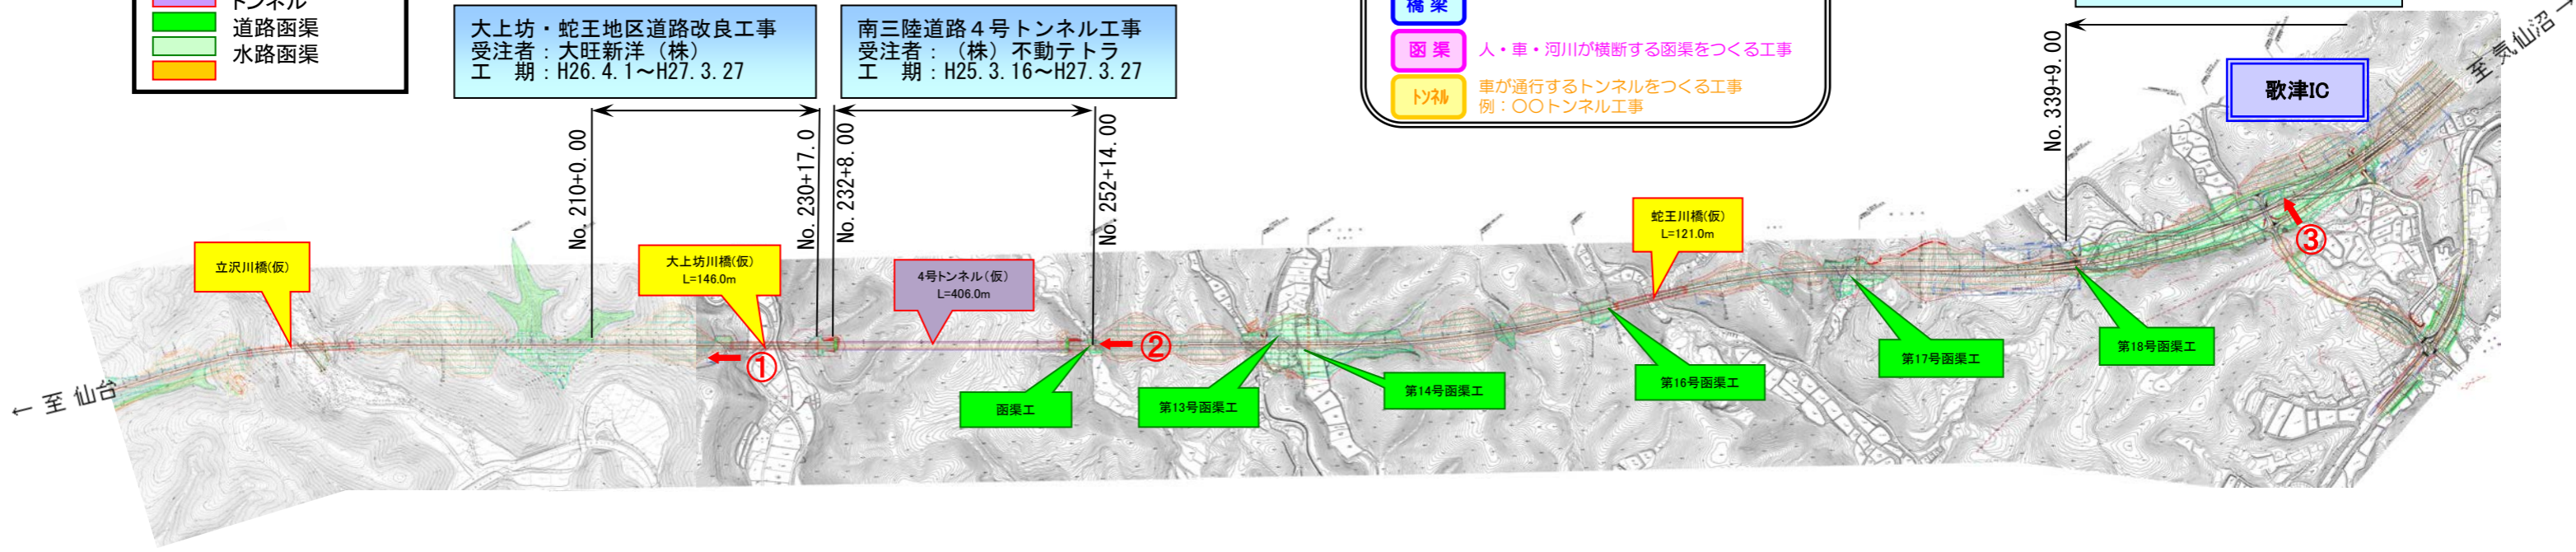 トンネル
道路函渠
水路函渠
大上坊・蛇王地区道路改良工事
受注者：大旺新洋（株）
工　期：H26.4.1～H27.3.27
南三陸道路４号トンネル工事
受注者：（株）不動テトラ
工　期：H25.3.16～H27.3.27
橋 梁
函 渠
人・車・河川が横断する函渠をつくる工事
トンネル
車が通行するトンネルをつくる工事
例：〇〇トンネル工事
至 気仙沼 →
歌津IC
No. 210+0.00
No. 230+17.0
No. 232+8.00
No. 252+14.00
No. 339+9.00
立沢川橋(仮)
大上坊川橋(仮)
L=146.0m
4号トンネル(仮)
L=406.0m
蛇王川橋(仮)
L=121.0m
①
②
③
← 至 仙台
函渠工
第13号函渠工
第14号函渠工
第16号函渠工
第17号函渠工
第18号函渠工